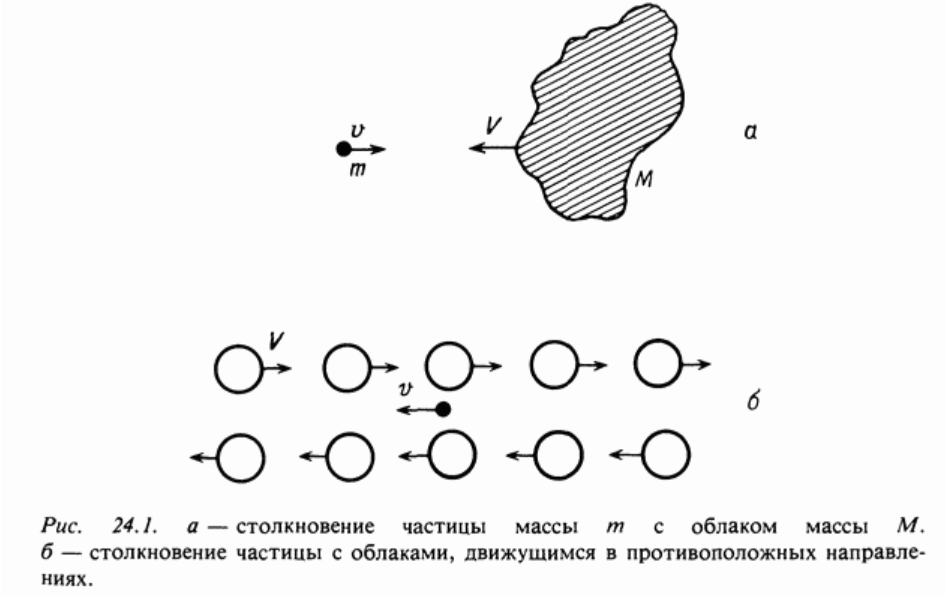 υ
m
V
M
а
V
υ
б
Рис. 24.1. а — столкновение частицы массы m с облаком массы M.
б — столкновение частицы с облаками, движущимся в противоположных направле-
ниях.